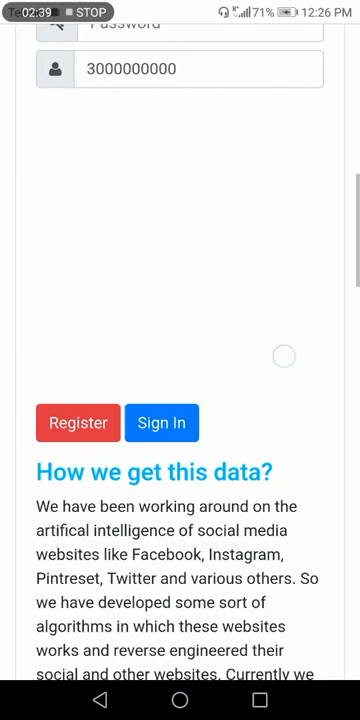 02:39 STOP
71% 12:26 PM
Password
3000000000
Register Sign In
How we get this data?
We have been working around on the
artifical intelligence of social media
websites like Facebook, Instagram,
Pintreset, Twitter and various others. So
we have developed some sort of
algorithms in which these websites
works and reverse engineered their
social and other websites. Currently we